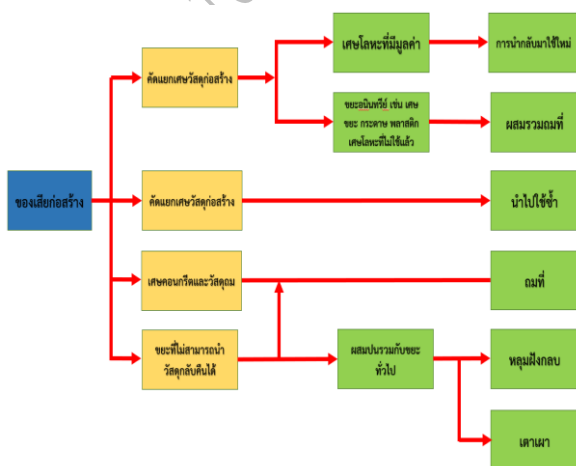 เศษโลหะที่มีมูลค่า
การนำกลับมาใช้ใหม่
คัดแยกเศษวัสดุก่อสร้าง
ขยะอนินทรีย์ เช่น เศษ
ขยะ กระดาษ พลาสติก
เศษโลหะที่ไม่ใช้แล้ว
ผสมรวมถมที่
ของเสียก่อสร้าง
คัดแยกเศษวัสดุก่อสร้าง
นำไปใช้ซ้ำ
เศษคอนกรีตและวัสดุถม
ถมที่
ขยะที่ไม่สามารถนำ
วัสดุกลับคืนได้
ผสมปนรวมกับขยะ
ทั่วไป
หลุมฝังกลบ
เตาเผา